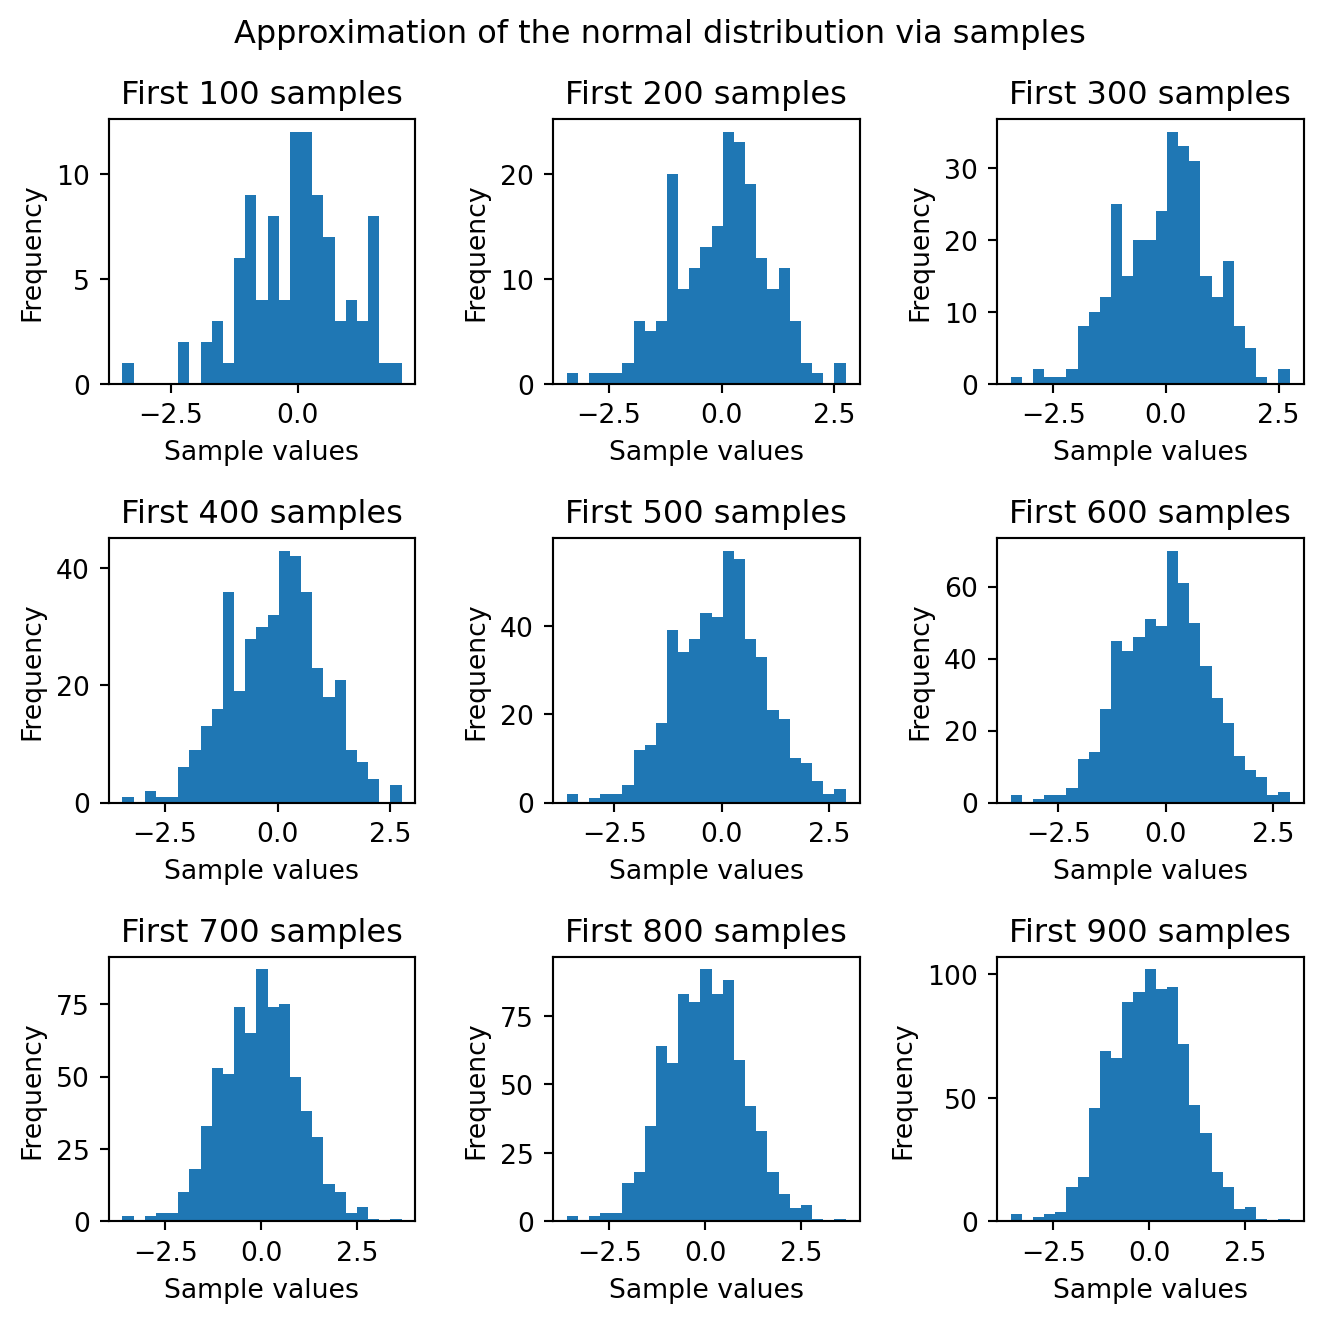 Approximation of the normal distribution via samples
First 100 samples
Frequency
10
5
0
−2.5 0.0
Sample values
First 200 samples
Frequency
20
10
0
−2.5 0.0 2.5
Sample values
First 300 samples
Frequency
30
20
10
0
−2.5 0.0 2.5
Sample values
First 400 samples
Frequency
40
20
0
−2.5 0.0 2.5
Sample values
First 500 samples
Frequency
40
20
0
−2.5 0.0 2.5
Sample values
First 600 samples
Frequency
60
40
20
0
−2.5 0.0 2.5
Sample values
First 700 samples
Frequency
75
50
25
0
−2.5 0.0 2.5
Sample values
First 800 samples
Frequency
75
50
25
0
−2.5 0.0 2.5
Sample values
First 900 samples
Frequency
100
50
0
−2.5 0.0 2.5
Sample values